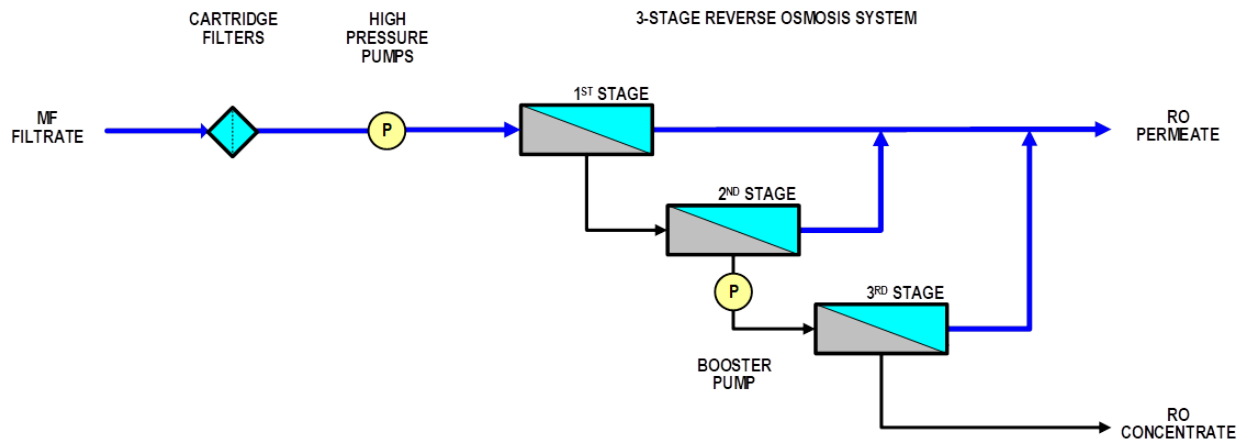 CARTRIDGE
FILTERS
HIGH
PRESSURE
PUMPS
3-STAGE REVERSE OSMOSIS SYSTEM
MF
FILTRATE
P
1ST STAGE
RO
PERMEATE
2ND STAGE
P
3RD STAGE
BOOSTER
PUMP
RO
CONCENTRATE